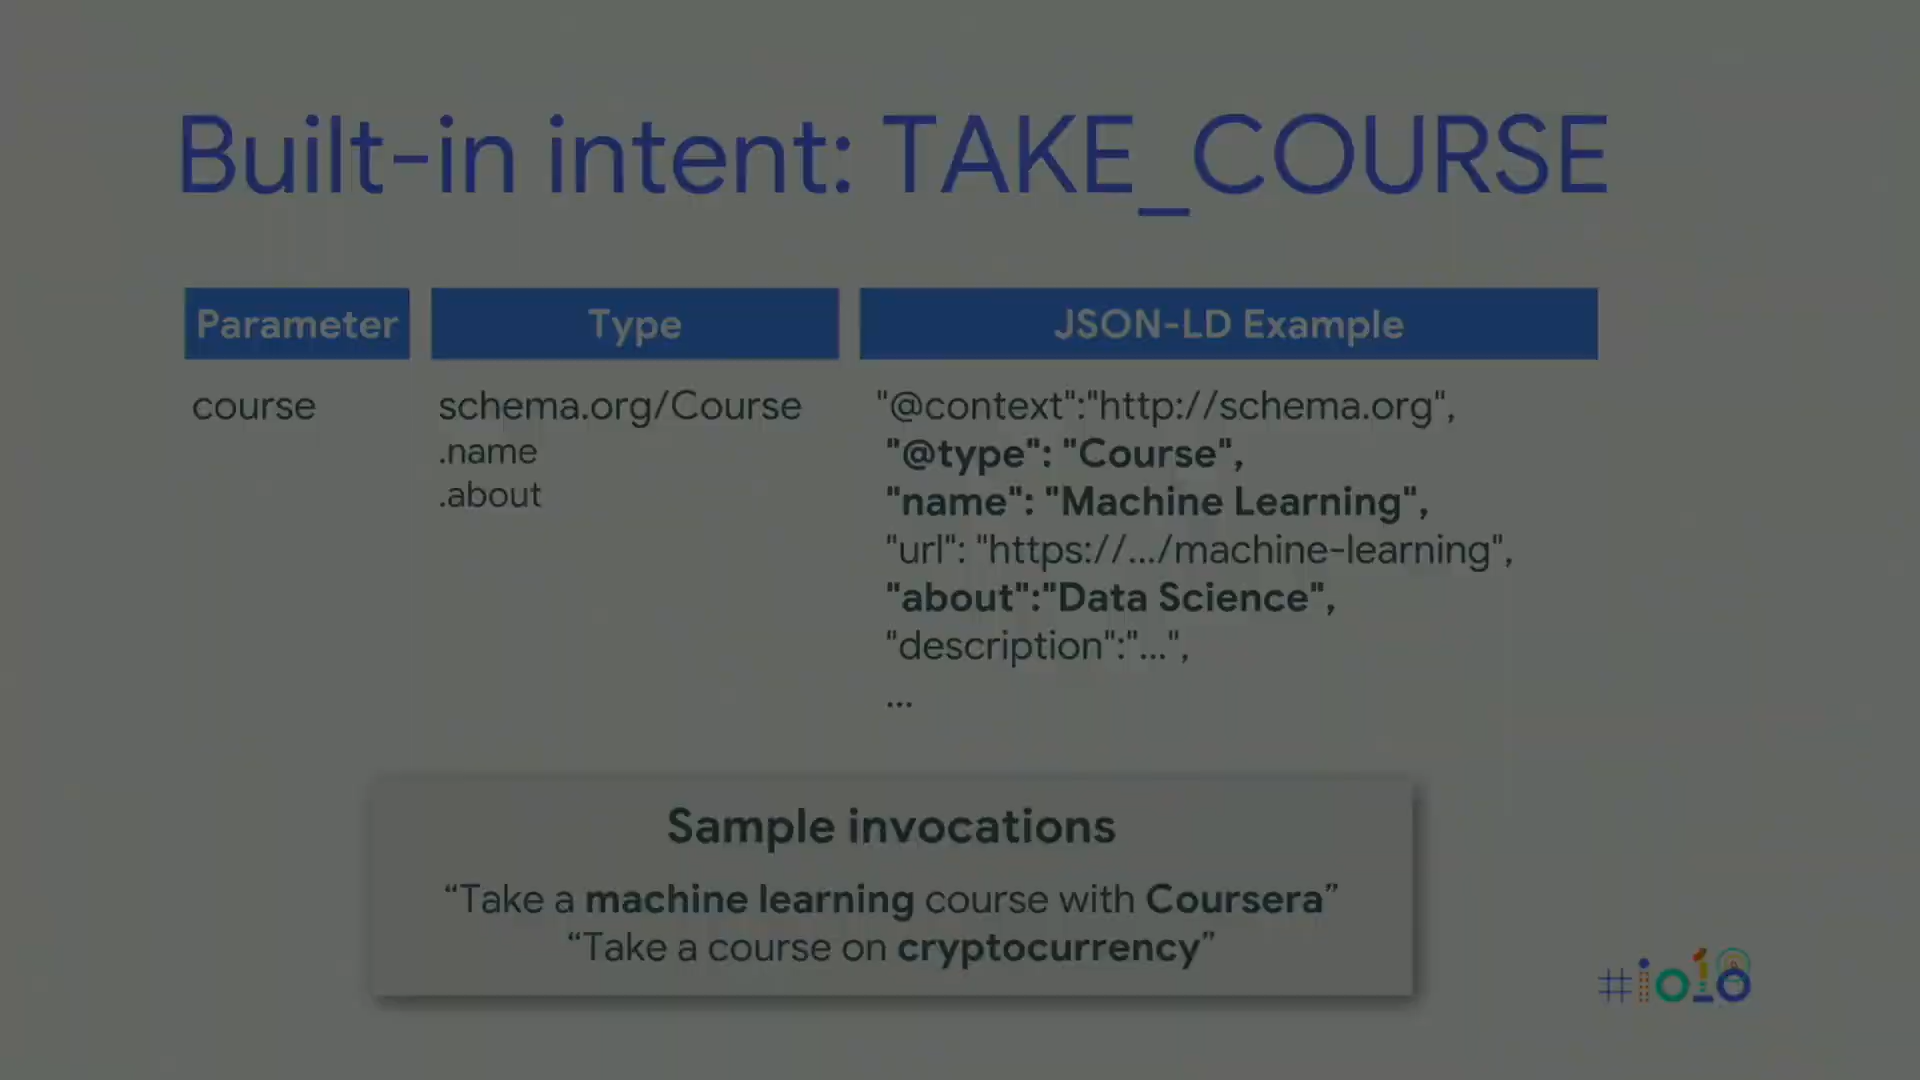 Built-in intent: TAKE_COURSE
Parameter
Type
JSON-LD Example
course
schema.org/Course
.name
.about
"@context":"http://schema.org",
"@type": "Course",
"name": "Machine Learning",
"url": "https://.../machine-learning",
"about":"Data Science",
"description":"...",
...
Sample invocations
“Take a machine learning course with Coursera”
“Take a course on cryptocurrency”
#io18